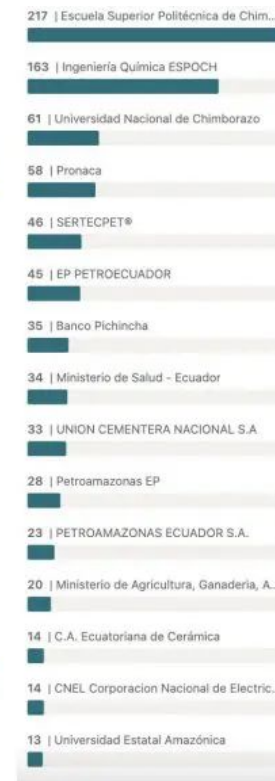 217 | Escuela Superior Politécnica de Chim...
163 | Ingeniería Química ESPOCH
61 | Universidad Nacional de Chimborazo
58 | Pronaca
46 | SERTECPET®
45 | EP PETROECUADOR
35 | Banco Pichincha
34 | Ministerio de Salud - Ecuador
33 | UNION CEMENTERA NACIONAL S.A
28 | Petroamazonas EP
23 | PETROAMAZONAS ECUADOR S.A.
20 | Ministerio de Agricultura, Ganaderia, A...
14 | C.A. Ecuatoriana de Cerámica
14 | CNEL Corporacion Nacional de Electric...
13 | Universidad Estatal Amazónica